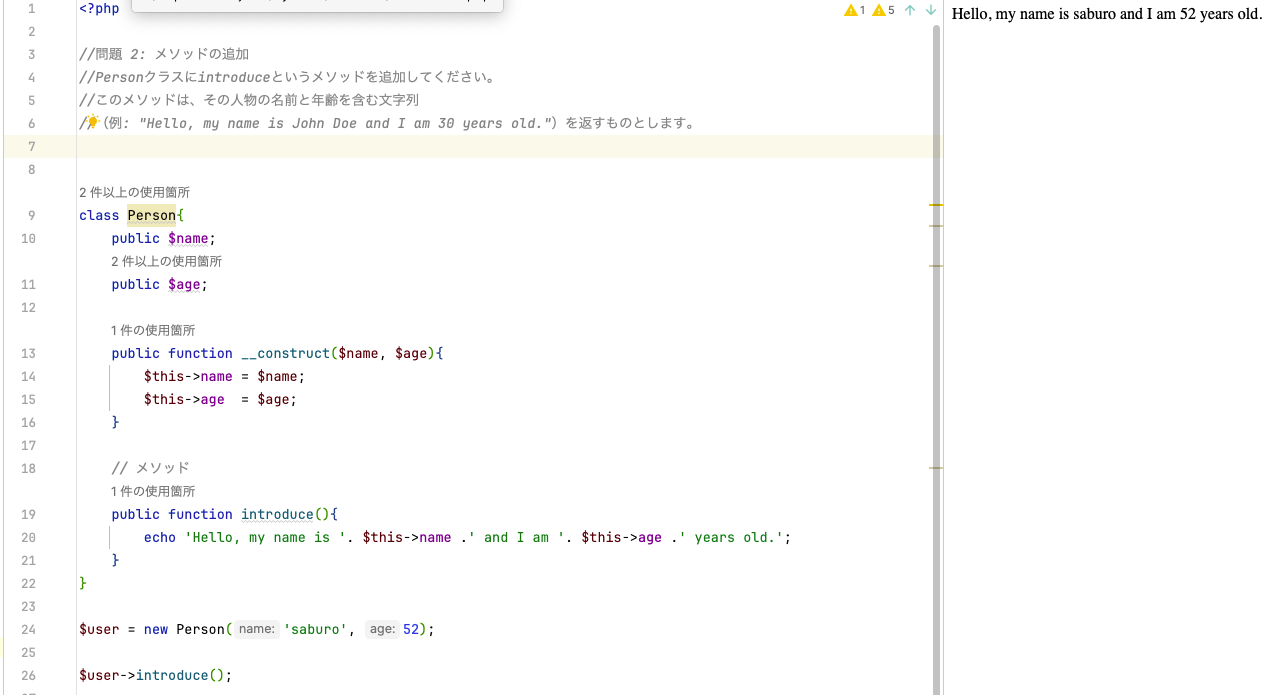 1 <?php
⚠1 ⚠5 ↑ ↓
2
3 //問題 2: メソッドの追加
4 //Personクラスにintroduceというメソッドを追加してください。
5 //このメソッドは、その人物の名前と年齢を含む文字列
6 //（例: "Hello, my name is John Doe and I am 30 years old."）を返すものとします。
7
8
2 件以上の使用箇所
9 class Person{
10 public $name;
2 件以上の使用箇所
11 public $age;
12
1 件の使用箇所
13 public function __construct($name, $age){
14 $this->name = $name;
15 $this->age  = $age;
16 }
17
18 // メソッド
1 件の使用箇所
19 public function introduce(){
20 echo 'Hello, my name is '. $this->name .' and I am '. $this->age .' years old.';
21 }
22 }
23
24 $user = new Person( name: 'saburo', age: 52);
25
26 $user->introduce();
Hello, my name is saburo and I am 52 years old.